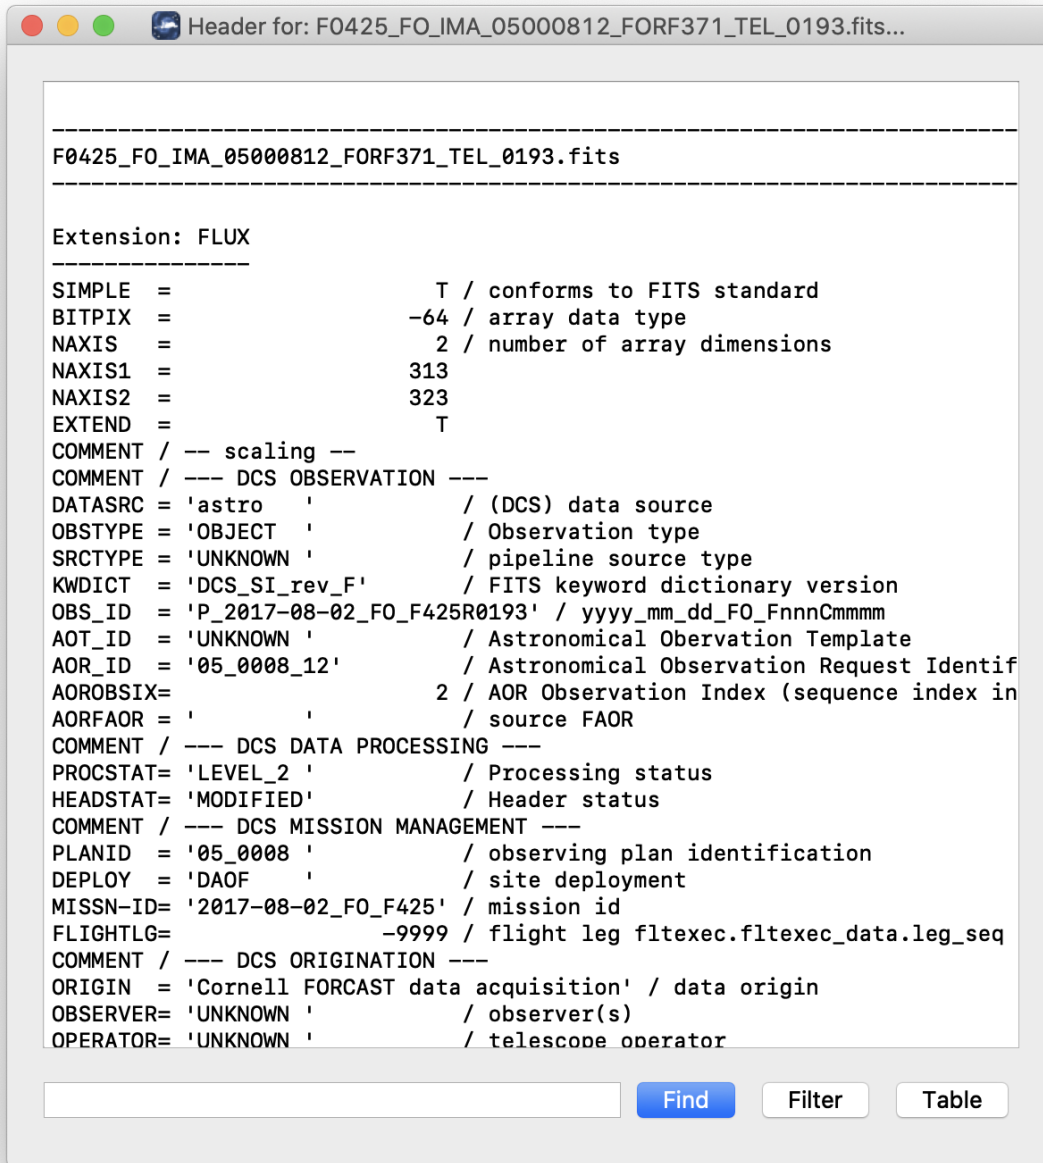 Header for: F0425_FO_IMA_05000812_FORF371_TEL_0193.fits...
--------------------------------------------------------------------------
F0425_FO_IMA_05000812_FORF371_TEL_0193.fits
--------------------------------------------------------------------------
Extension: FLUX
---------------
SIMPLE  =                    T / conforms to FITS standard
BITPIX  =                  -64 / array data type
NAXIS   =                    2 / number of array dimensions
NAXIS1  =                  313
NAXIS2  =                  323
EXTEND  =                    T
COMMENT / -- scaling --
COMMENT / --- DCS OBSERVATION ---
DATASRC = 'astro   '           / (DCS) data source
OBSTYPE = 'OBJECT  '           / Observation type
SRCTYPE = 'UNKNOWN '           / pipeline source type
KWDICT  = 'DCS_SI_rev_F'       / FITS keyword dictionary version
OBS_ID  = 'P_2017-08-02_FO_F425R0193' / yyyy_mm_dd_FO_FnnnCmmmm
AOT_ID  = 'UNKNOWN '           / Astronomical Obervation Template
AOR_ID  = '05_0008_12'         / Astronomical Observation Request Identif
AOROBSIX=                    2 / AOR Observation Index (sequence index in
AORFAOR = '        '           / source FAOR
COMMENT / --- DCS DATA PROCESSING ---
PROCSTAT= 'LEVEL_2 '           / Processing status
HEADSTAT= 'MODIFIED'           / Header status
COMMENT / --- DCS MISSION MANAGEMENT ---
PLANID  = '05_0008 '           / observing plan identification
DEPLOY  = 'DAOF    '           / site deployment
MISSN-ID= '2017-08-02_FO_F425' / mission id
FLIGHTLG=                -9999 / flight leg fltexec.fltexec_data.leg_seq
COMMENT / --- DCS ORIGINATION ---
ORIGIN  = 'Cornell FORCAST data acquisition' / data origin
OBSERVER= 'UNKNOWN '           / observer(s)
OPERATOR= 'UNKNOWN '           / telescope operator
Find Filter Table